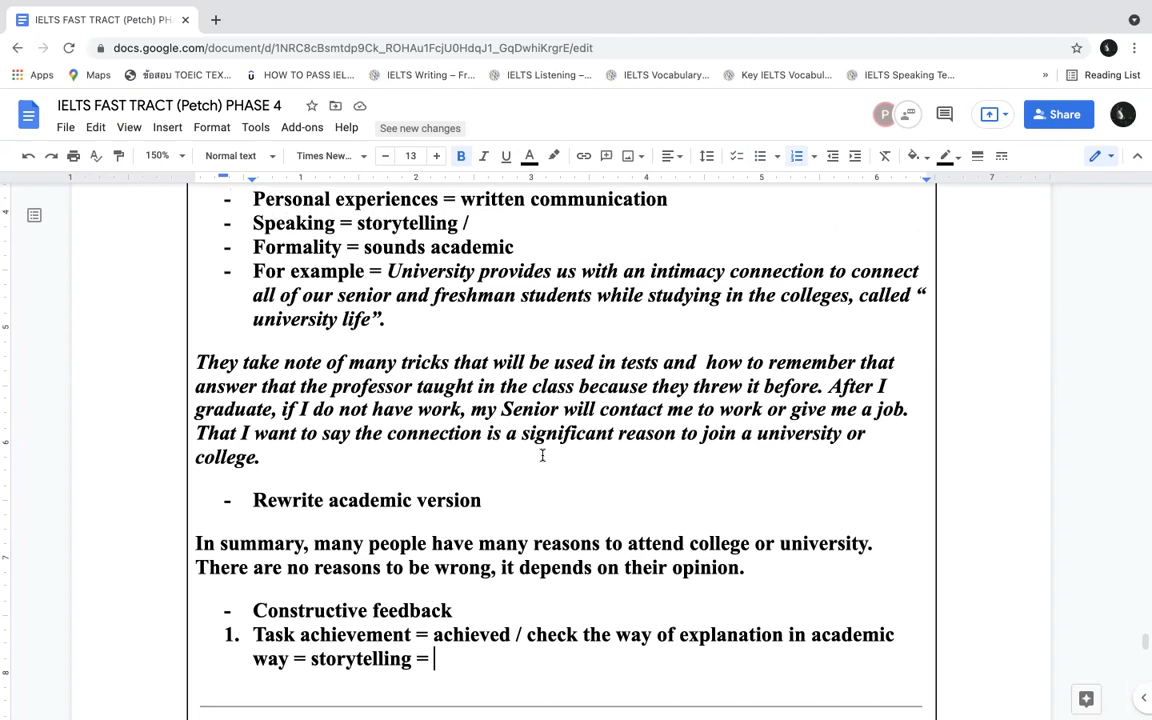 IELTS FAST TRACT (Petch) PH
docs.google.com/document/d/1NRC8cBsmtdp9Ck_ROHAu1FcjU0HdqJ1_GqDwhiKrgrE/edit
Apps Maps ข้อสอบ TOEIC TEX... HOW TO PASS IEL... IELTS Writing – Fr... IELTS Listening –... IELTS Vocabulary... Key IELTS Vocabul... IELTS Speaking Te... » Reading List
IELTS FAST TRACT (Petch) PHASE 4
P
Share
File Edit View Insert Format Tools Add-ons Help See new changes
150% Normal text Times New... 13 B I U A
1 1 2 3 4 5 6 7
- Personal experiences = written communication
- Speaking = storytelling /
- Formality = sounds academic
- For example = University provides us with an intimacy connection to connect
all of our senior and freshman students while studying in the colleges, called “
university life”.
They take note of many tricks that will be used in tests and how to remember that
answer that the professor taught in the class because they threw it before. After I
graduate, if I do not have work, my Senior will contact me to work or give me a job.
That I want to say the connection is a significant reason to join a university or
college.
- Rewrite academic version
In summary, many people have many reasons to attend college or university.
There are no reasons to be wrong, it depends on their opinion.
- Constructive feedback
1. Task achievement = achieved / check the way of explanation in academic
way = storytelling =